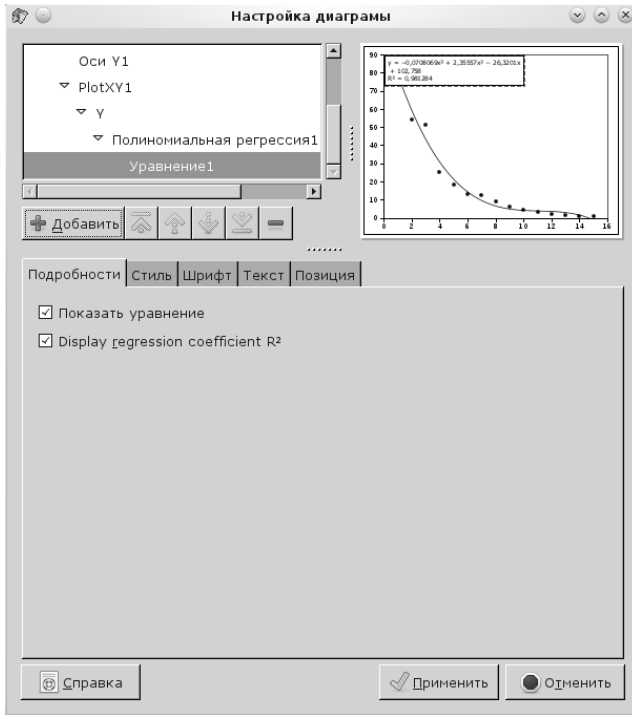 Настройка диаграмы
Оси Y1
PlotXY1
Y
Полиномиальная регрессия1
Уравнение1
Добавить
90
80
70
60
50
40
30
20
10
0
y = −0,0708069x³ + 2,35557x² − 26,3201x
+ 102,758
R² = 0,981284
0 2 4 6 8 10 12 14 16
Подробности Стиль Шрифт Текст Позиция
Показать уравнение
Display regression coefficient R²
Справка Применить Отменить